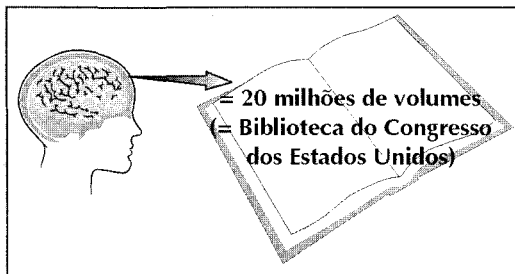 = 20 milhões de volumes
(= Biblioteca do Congresso
dos Estados Unidos)